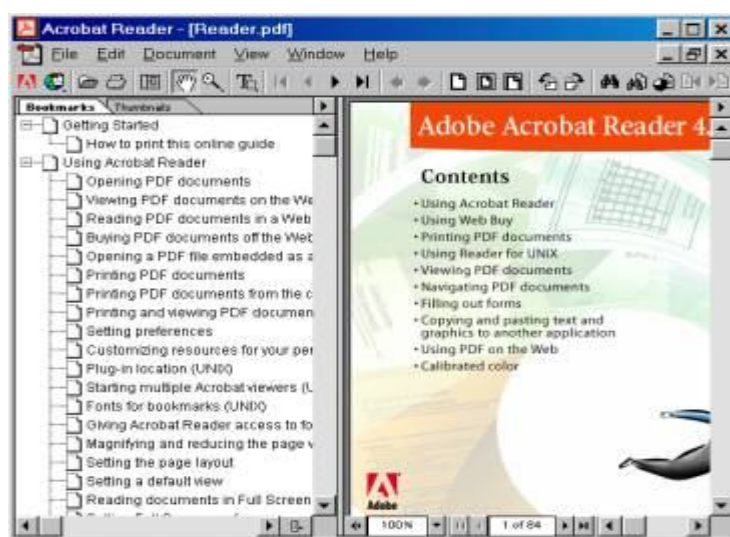 Acrobat Reader - [Reader.pdf]
File Edit Document View Window Help
Bookmarks Thumbnails
Getting Started
How to print this online guide
Using Acrobat Reader
Opening PDF documents
Viewing PDF documents on the We
Reading PDF documents in a Web
Buying PDF documents off the Web
Opening a PDF file embedded as a
Printing PDF documents
Printing PDF documents from the c
Printing and viewing PDF documen
Setting preferences
Customizing resources for your per
Plug-in location (UNIX)
Starting multiple Acrobat viewers (U
Fonts for bookmarks (UNIX)
Giving Acrobat Reader access to fo
Magnifying and reducing the page v
Setting the page layout
Setting a default view
Reading documents in Full Screen
Adobe Acrobat Reader 4.
Contents
• Using Acrobat Reader
• Using Web Buy
• Printing PDF documents
• Using Reader for UNIX
• Viewing PDF documents
• Navigating PDF documents
• Filling out forms
• Copying and pasting text and
graphics to another application
• Using PDF on the Web
• Calibrated color
Adobe
100% 1 of 84